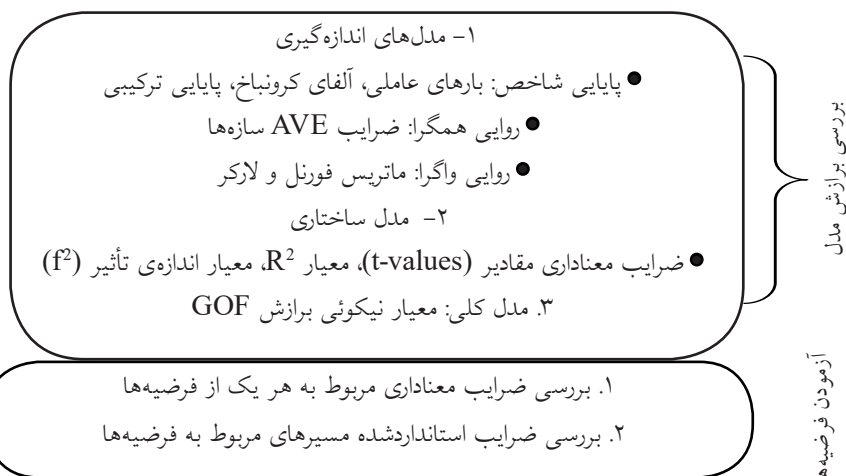 ۱- مدل‌های اندازه‌گیری
● پایایی شاخص: بارهای عاملی، آلفای کرونباخ، پایایی ترکیبی
● روایی همگرا: ضرایب AVE سازه‌ها
● روایی واگرا: ماتریس فورنل و لارکر
۲- مدل ساختاری
● ضرایب معناداری مقادیر (t-values)، معیار R²، معیار اندازه‌ی تأثیر (f²)
۳. مدل کلی: معیار نیکوئی برازش GOF
بررسی برازش مدل
۱. بررسی ضرایب معناداری مربوط به هر یک از فرضیه‌ها
۲. بررسی ضرایب استانداردشده مسیرهای مربوط به فرضیه‌ها
آزمودن فرضیه‌ها